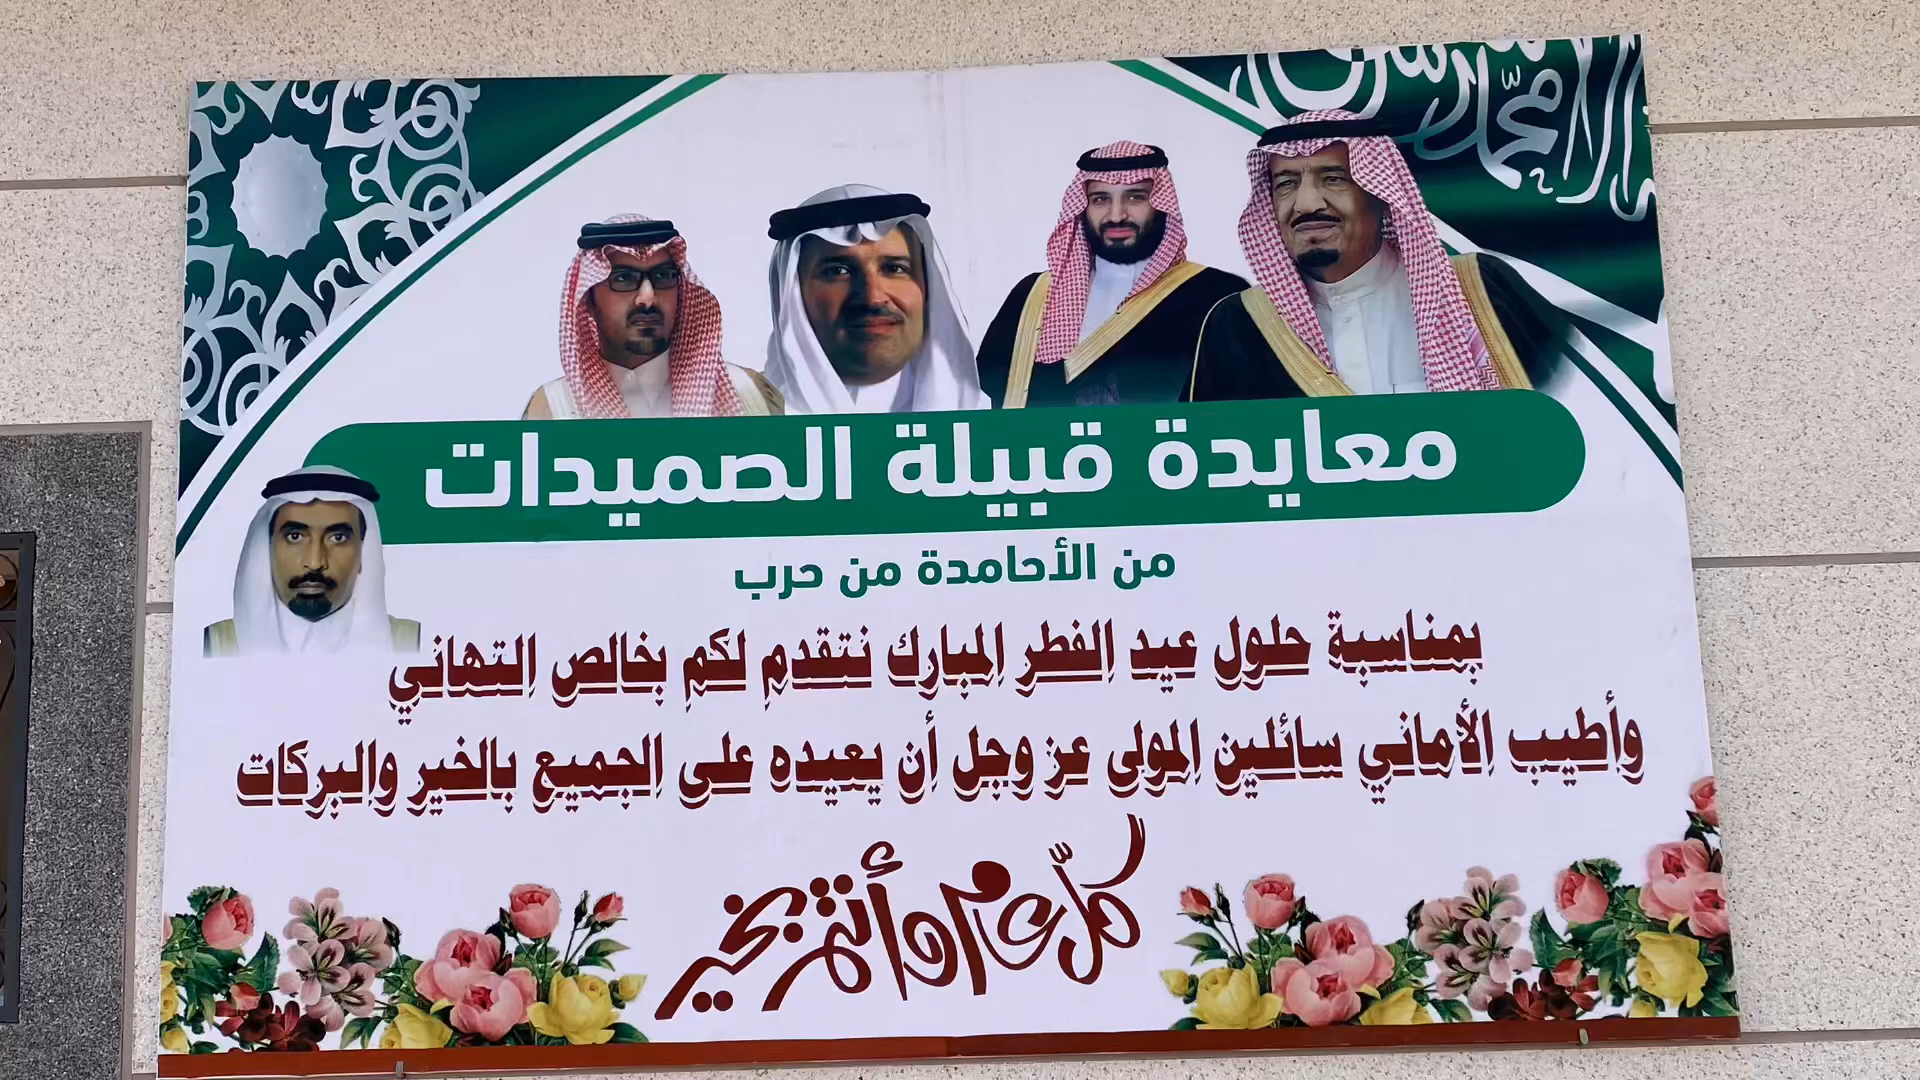 معايدة قبيلة الصميدات
من الأحامدة من حرب
بمناسبة حلول عيد الفطر المبارك نتقدم لكم بخالص التهاني
وأطيب الأماني سائلين المولى عز وجل أن يعيده على الجميع بالخير والبركات
كل عام وأنتم بخير